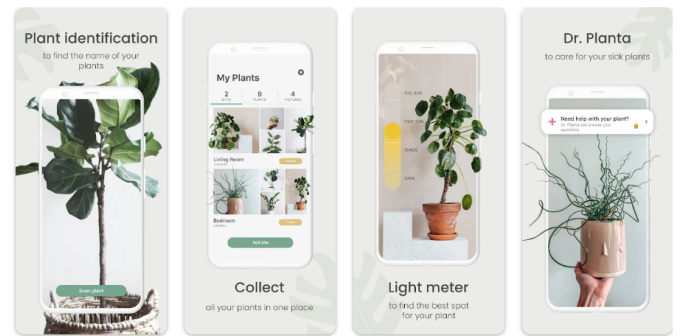 Plant identification
to find the name of your
plants
Scan plant
My Plants
2 9 4
SITES PLANTS PICTURES
Living Room
Bedroom
Add site
Collect
all your plants in one place
FULL SUN
PART SUN
SHADE
DARK
Light meter
to find the best spot
for your plant
Dr. Planta
to care for your sick plants
Need help with your plant?
Dr. Planta can answer your
questions